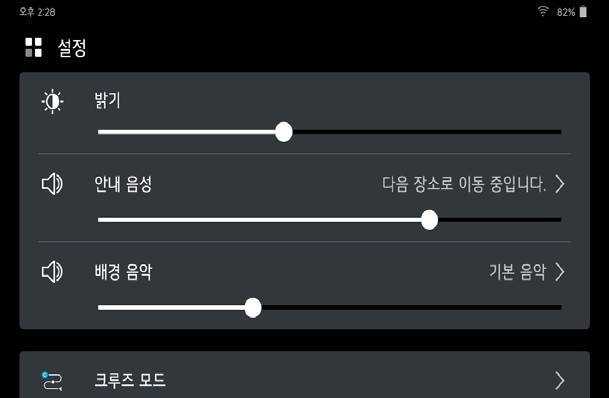 오후 2:28
82%
설정
밝기
안내 음성 다음 장소로 이동 중입니다.
배경 음악 기본 음악
크루즈 모드